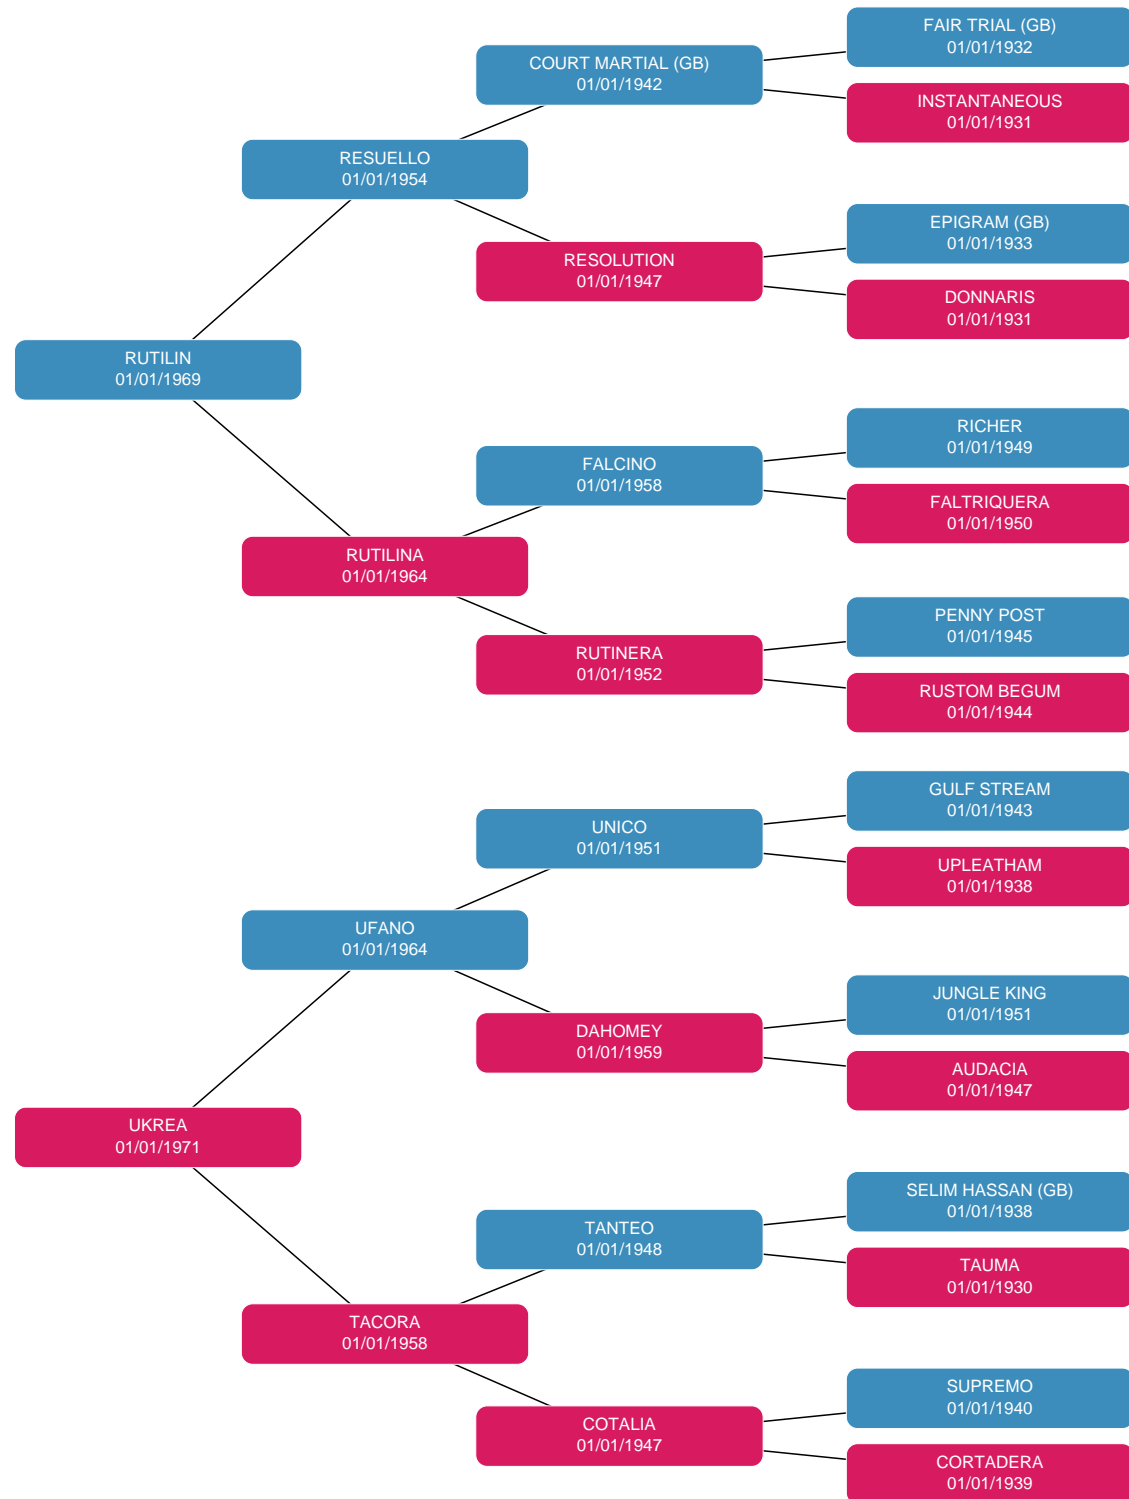 FAIR TRIAL (GB)
01/01/1932
COURT MARTIAL (GB)
01/01/1942
INSTANTANEOUS
01/01/1931
RESUELLO
01/01/1954
EPIGRAM (GB)
01/01/1933
RESOLUTION
01/01/1947
DONNARIS
01/01/1931
RUTILIN
01/01/1969
RICHER
01/01/1949
FALCINO
01/01/1958
FALTRIQUERA
01/01/1950
RUTILINA
01/01/1964
PENNY POST
01/01/1945
RUTINERA
01/01/1952
RUSTOM BEGUM
01/01/1944
GULF STREAM
01/01/1943
UNICO
01/01/1951
UPLEATHAM
01/01/1938
UFANO
01/01/1964
JUNGLE KING
01/01/1951
DAHOMEY
01/01/1959
AUDACIA
01/01/1947
UKREA
01/01/1971
SELIM HASSAN (GB)
01/01/1938
TANTEO
01/01/1948
TAUMA
01/01/1930
TACORA
01/01/1958
SUPREMO
01/01/1940
COTALIA
01/01/1947
CORTADERA
01/01/1939